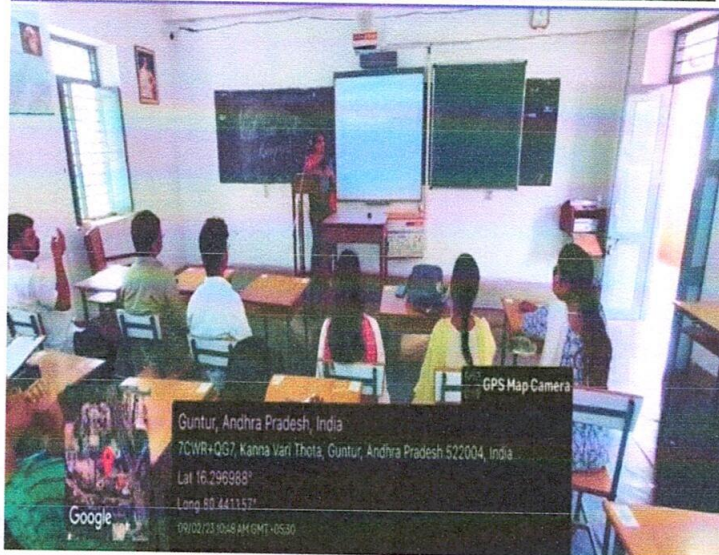 GPS Map Camera
Guntur, Andhra Pradesh, India
7CWR+QG7, Kanna Vari Thota, Guntur, Andhra Pradesh 522004, India
Lat 16.296988°
Long 80.441157°
09/02/23 10:48 AM GMT +05:30
Google